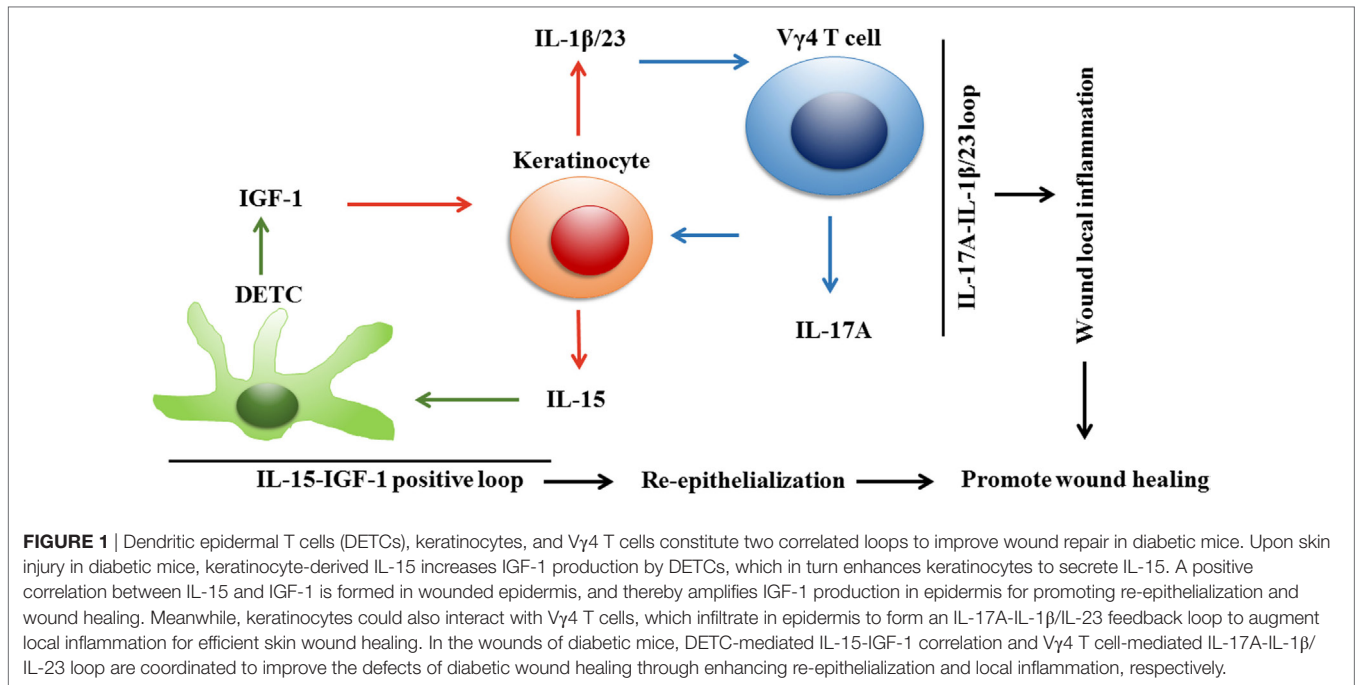 IL-1β/23
Vγ4 T cell
Keratinocyte
IGF-1
DETC
IL-17A
IL-15
IL-17A-IL-1β/23 loop
Wound local inflammation
IL-15-IGF-1 positive loop
Re-epithelialization
Promote wound healing
FIGURE 1 | Dendritic epidermal T cells (DETCs), keratinocytes, and Vγ4 T cells constitute two correlated loops to improve wound repair in diabetic mice. Upon skin
injury in diabetic mice, keratinocyte-derived IL-15 increases IGF-1 production by DETCs, which in turn enhances keratinocytes to secrete IL-15. A positive
correlation between IL-15 and IGF-1 is formed in wounded epidermis, and thereby amplifies IGF-1 production in epidermis for promoting re-epithelialization and
wound healing. Meanwhile, keratinocytes could also interact with Vγ4 T cells, which infiltrate in epidermis to form an IL-17A-IL-1β/IL-23 feedback loop to augment
local inflammation for efficient skin wound healing. In the wounds of diabetic mice, DETC-mediated IL-15-IGF-1 correlation and Vγ4 T cell-mediated IL-17A-IL-1β/
IL-23 loop are coordinated to improve the defects of diabetic wound healing through enhancing re-epithelialization and local inflammation, respectively.